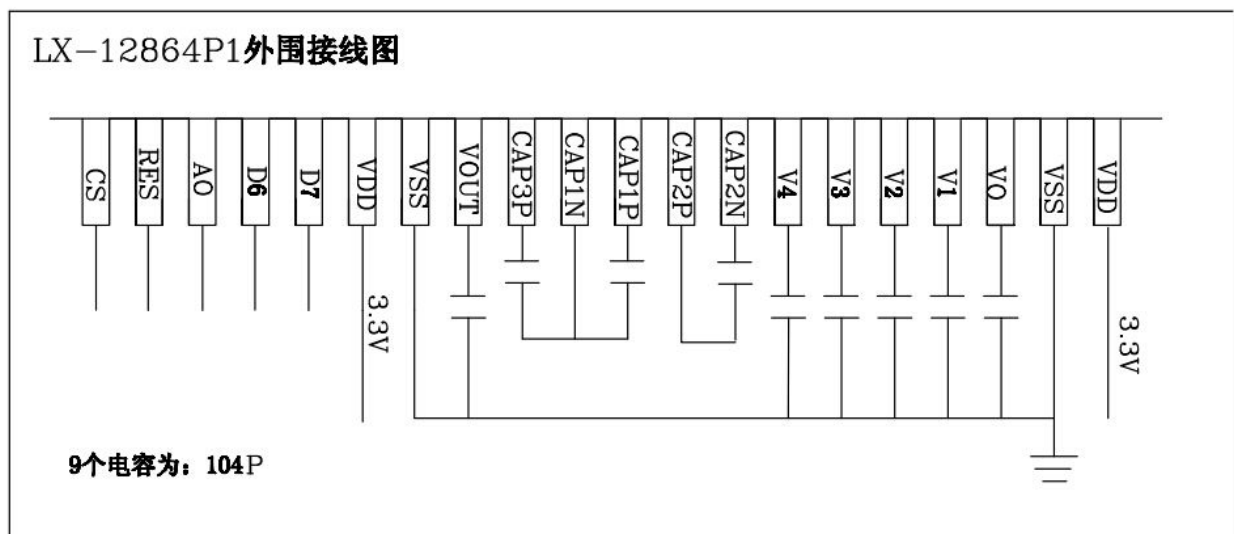 LX-12864P1外围接线图
CS
RES
AO
D6
D7
VDD
VSS
VOUT
CAP3P
CAP1N
CAP1P
CAP2P
CAP2N
V4
V3
V2
V1
VO
VSS
VDD
3.3V
3.3V
9个电容为：104P